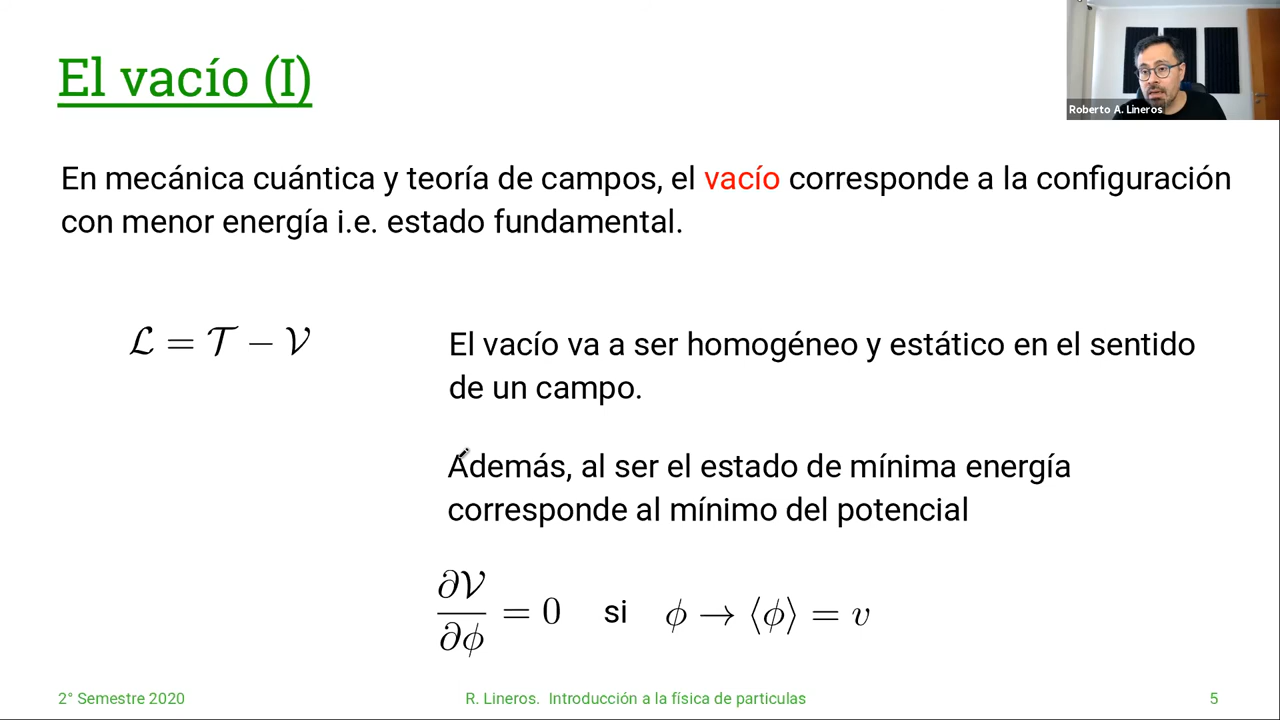 El vacío (I)
Roberto A. Lineros
En mecánica cuántica y teoría de campos, el vacío corresponde a la configuración
con menor energía i.e. estado fundamental.
ℒ = 𝒯 − 𝒱
El vacío va a ser homogéneo y estático en el sentido
de un campo.
Además, al ser el estado de mínima energía
corresponde al mínimo del potencial
∂𝒱/∂ϕ = 0 si ϕ → ⟨ϕ⟩ = v
2° Semestre 2020
R. Lineros. Introducción a la física de particulas
5